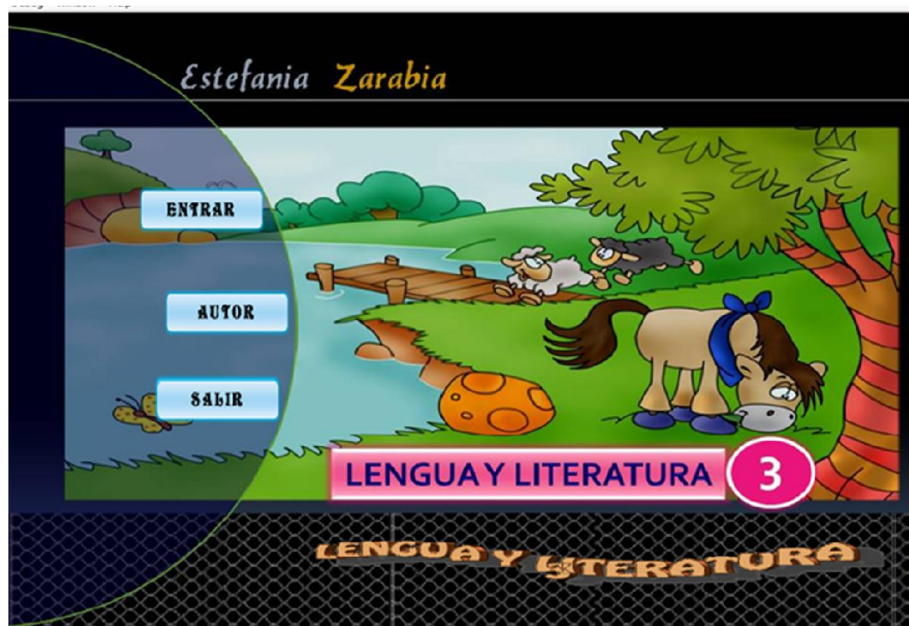 Estefania Zarabia
ENTRAR
AUTOR
SALIR
LENGUA Y LITERATURA 3
LENGUA Y LITERATURA